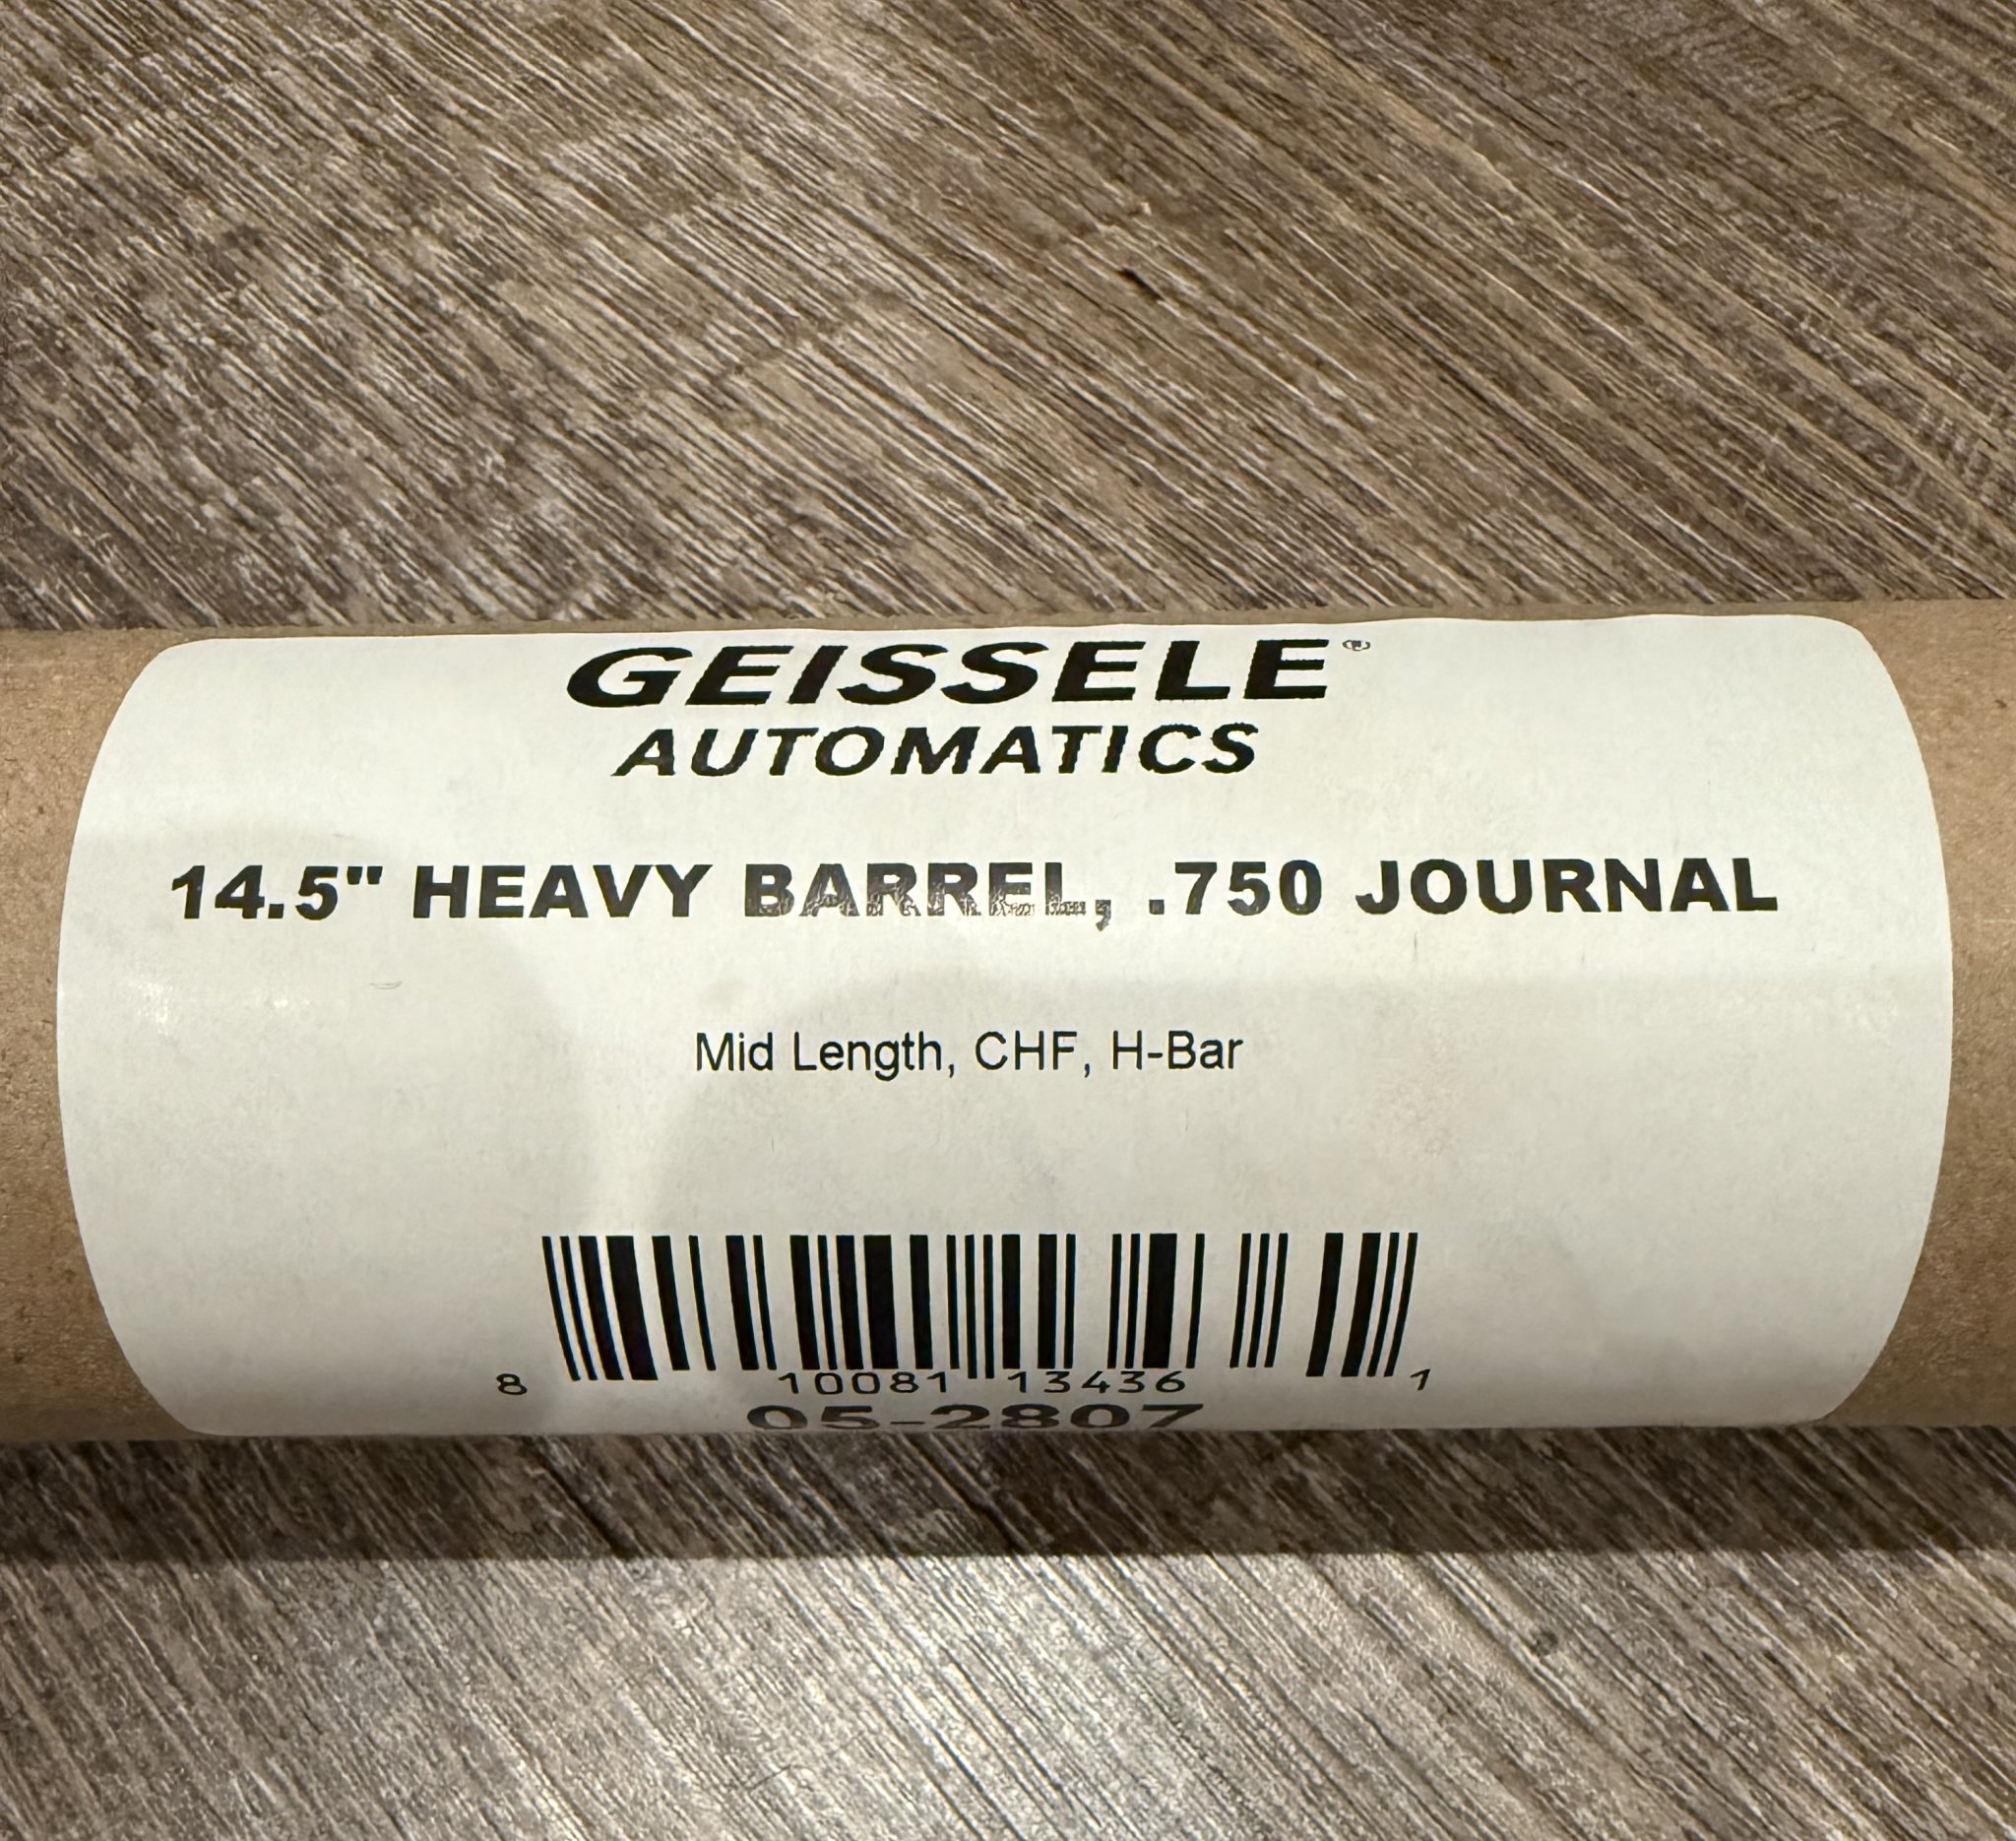 GEISSELE®
AUTOMATICS
14.5" HEAVY BARREL, .750 JOURNAL
Mid Length, CHF, H-Bar
8 10081 13436 1
05-2807